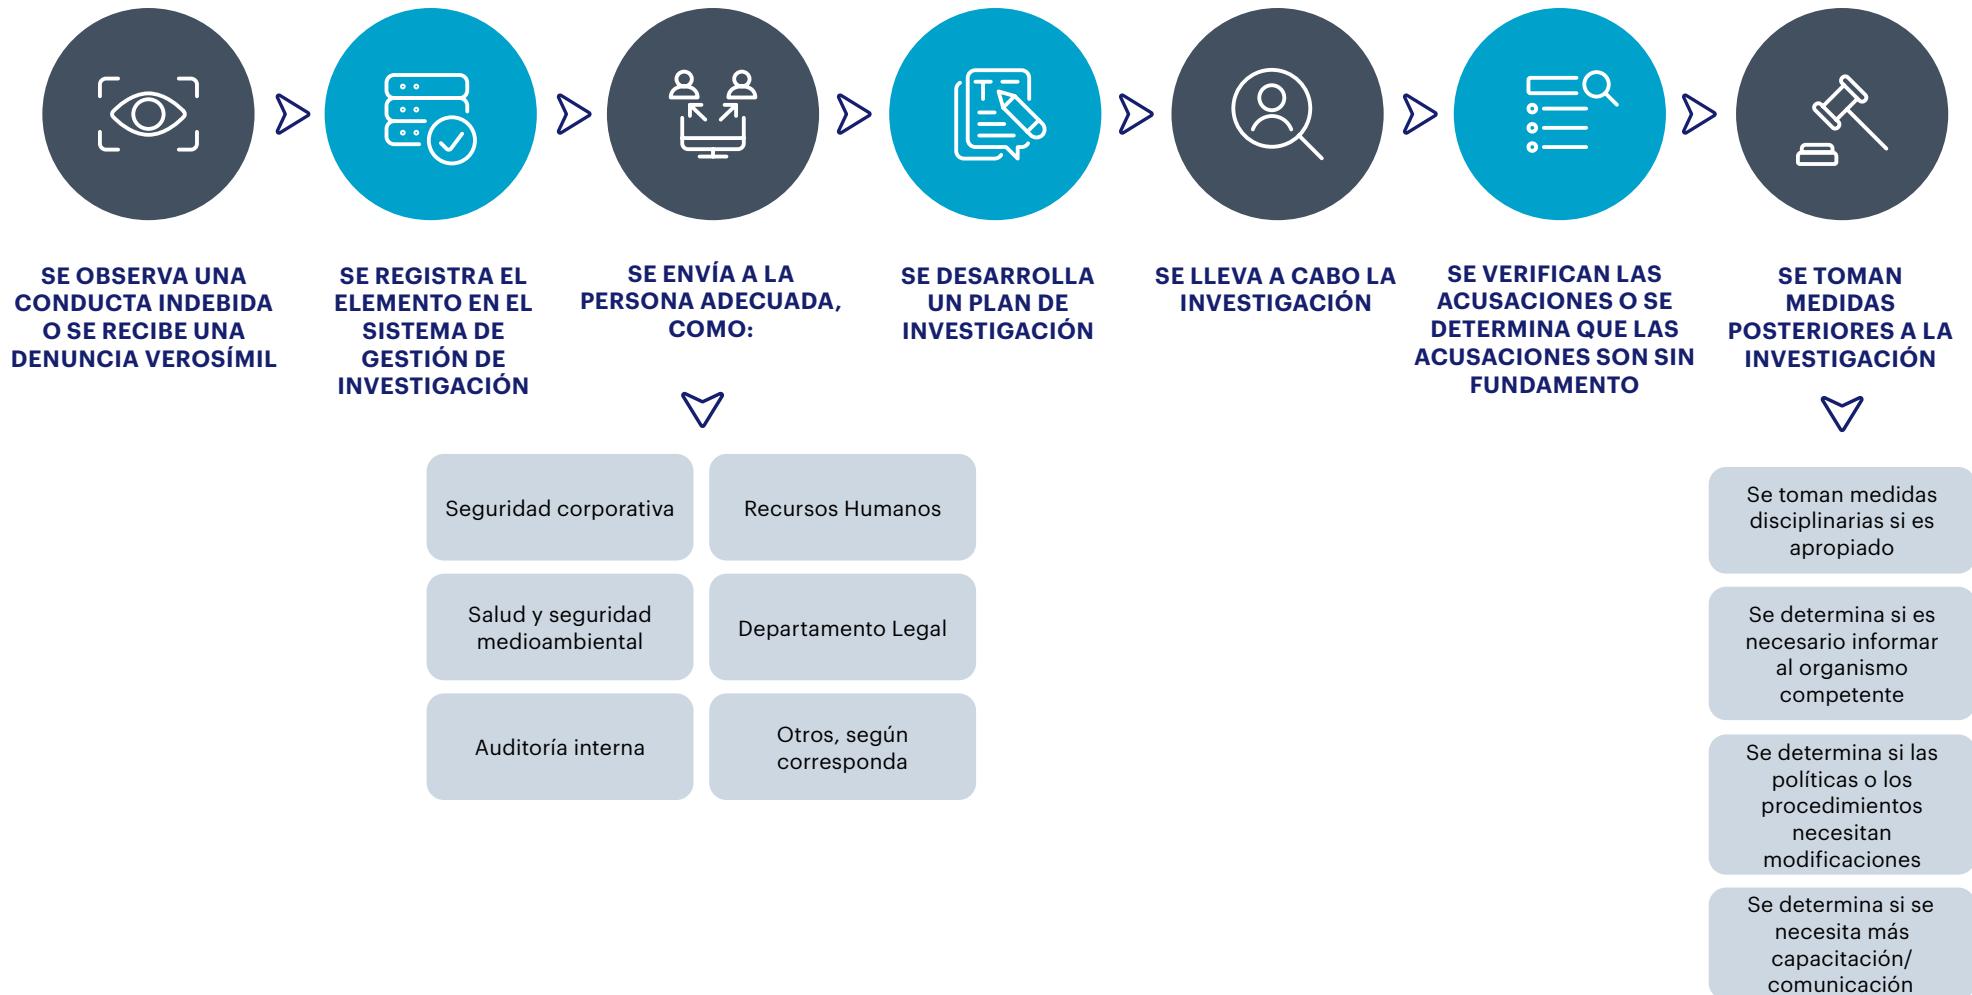 SE OBSERVA UNA
CONDUCTA INDEBIDA
O SE RECIBE UNA
DENUNCIA VEROSÍMIL
SE REGISTRA EL
ELEMENTO EN EL
SISTEMA DE
GESTIÓN DE
INVESTIGACIÓN
SE ENVÍA A LA
PERSONA ADECUADA,
COMO:
SE DESARROLLA
UN PLAN DE
INVESTIGACIÓN
SE LLEVA A CABO LA
INVESTIGACIÓN
SE VERIFICAN LAS
ACUSACIONES O SE
DETERMINA QUE LAS
ACUSACIONES SON SIN
FUNDAMENTO
SE TOMAN
MEDIDAS
POSTERIORES A LA
INVESTIGACIÓN
Seguridad corporativa
Recursos Humanos
Salud y seguridad
medioambiental
Departamento Legal
Auditoría interna
Otros, según
corresponda
Se toman medidas
disciplinarias si es
apropiado
Se determina si es
necesario informar
al organismo
competente
Se determina si las
políticas o los
procedimientos
necesitan
modificaciones
Se determina si se
necesita más
capacitación/
comunicación